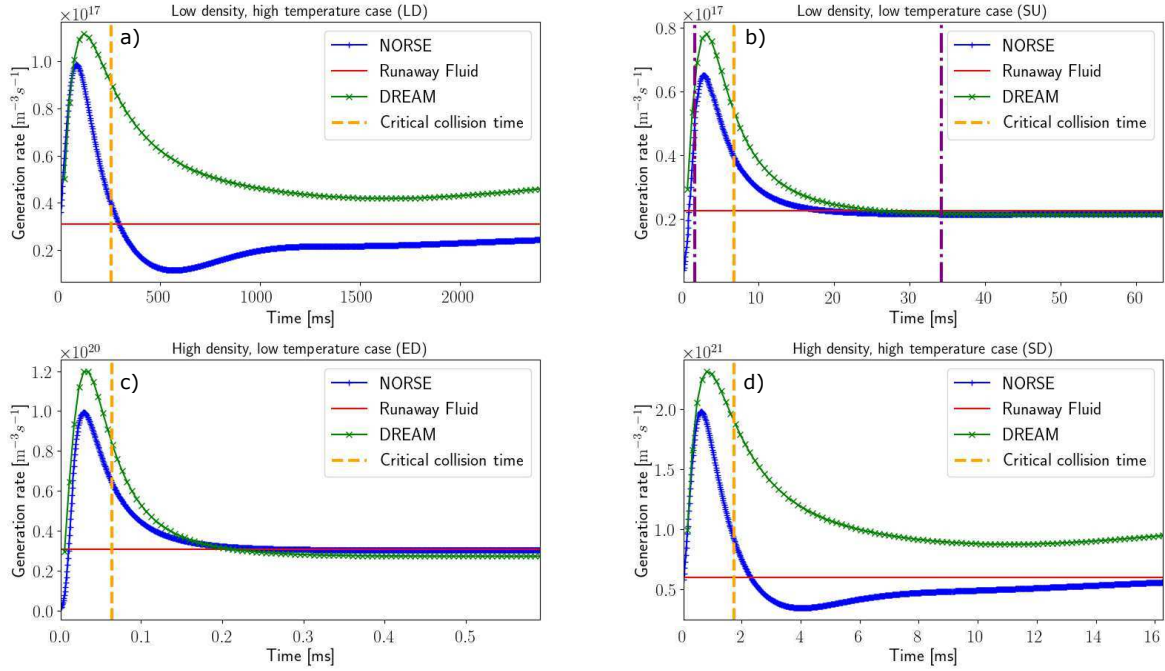 Low density, high temperature case (LD)
×10^17
a)
NORSE
Runaway Fluid
DREAM
Critical collision time
Generation rate [m⁻³s⁻¹]
1.0
0.8
0.6
0.4
0.2
0 500 1000 1500 2000
Time [ms]
Low density, low temperature case (SU)
×10^17
b)
NORSE
Runaway Fluid
DREAM
Critical collision time
Generation rate [m⁻³s⁻¹]
0.8
0.6
0.4
0.2
0 10 20 30 40 50 60
Time [ms]
High density, low temperature case (ED)
×10^20
c)
NORSE
Runaway Fluid
DREAM
Critical collision time
Generation rate [m⁻³s⁻¹]
1.2
1.0
0.8
0.6
0.4
0.2
0.0
0.0 0.1 0.2 0.3 0.4 0.5
Time [ms]
High density, high temperature case (SD)
×10^21
d)
NORSE
Runaway Fluid
DREAM
Critical collision time
Generation rate [m⁻³s⁻¹]
2.0
1.5
1.0
0.5
0 2 4 6 8 10 12 14 16
Time [ms]